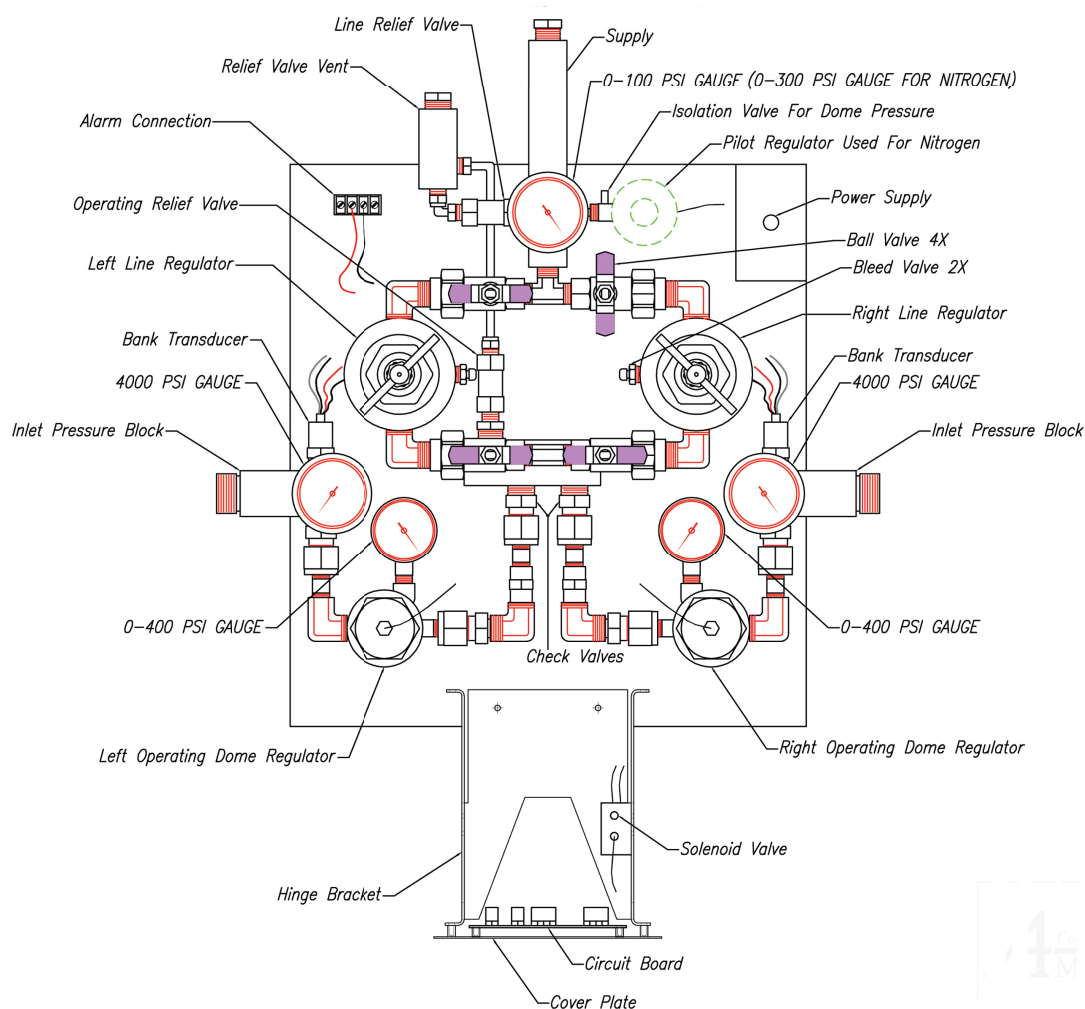 Line Relief Valve
Supply
Relief Valve Vent
0-100 PSI GAUGE (0-300 PSI GAUGE FOR NITROGEN)
Isolation Valve For Dome Pressure
Alarm Connection
Pilot Regulator Used For Nitrogen
Operating Relief Valve
Power Supply
Ball Valve 4X
Left Line Regulator
Bleed Valve 2X
Right Line Regulator
Bank Transducer
Bank Transducer
4000 PSI GAUGE
4000 PSI GAUGE
Inlet Pressure Block
Inlet Pressure Block
0-400 PSI GAUGE
0-400 PSI GAUGE
Check Valves
Left Operating Dome Regulator
Right Operating Dome Regulator
Solenoid Valve
Hinge Bracket
Circuit Board
Cover Plate